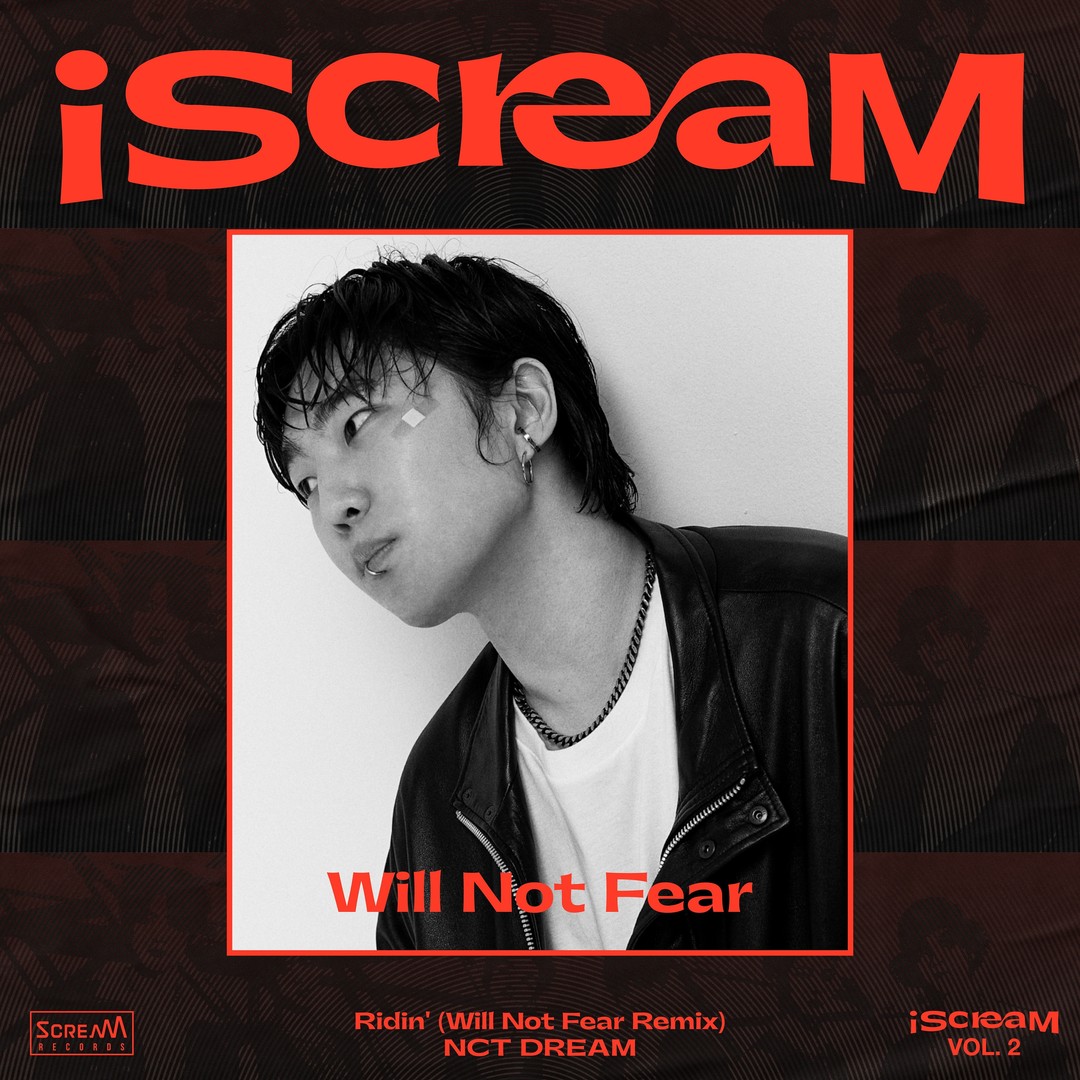 iScreaM
Will Not Fear
ScreaM
RECORDS
Ridin' (Will Not Fear Remix)
NCT DREAM
iScreaM
VOL. 2